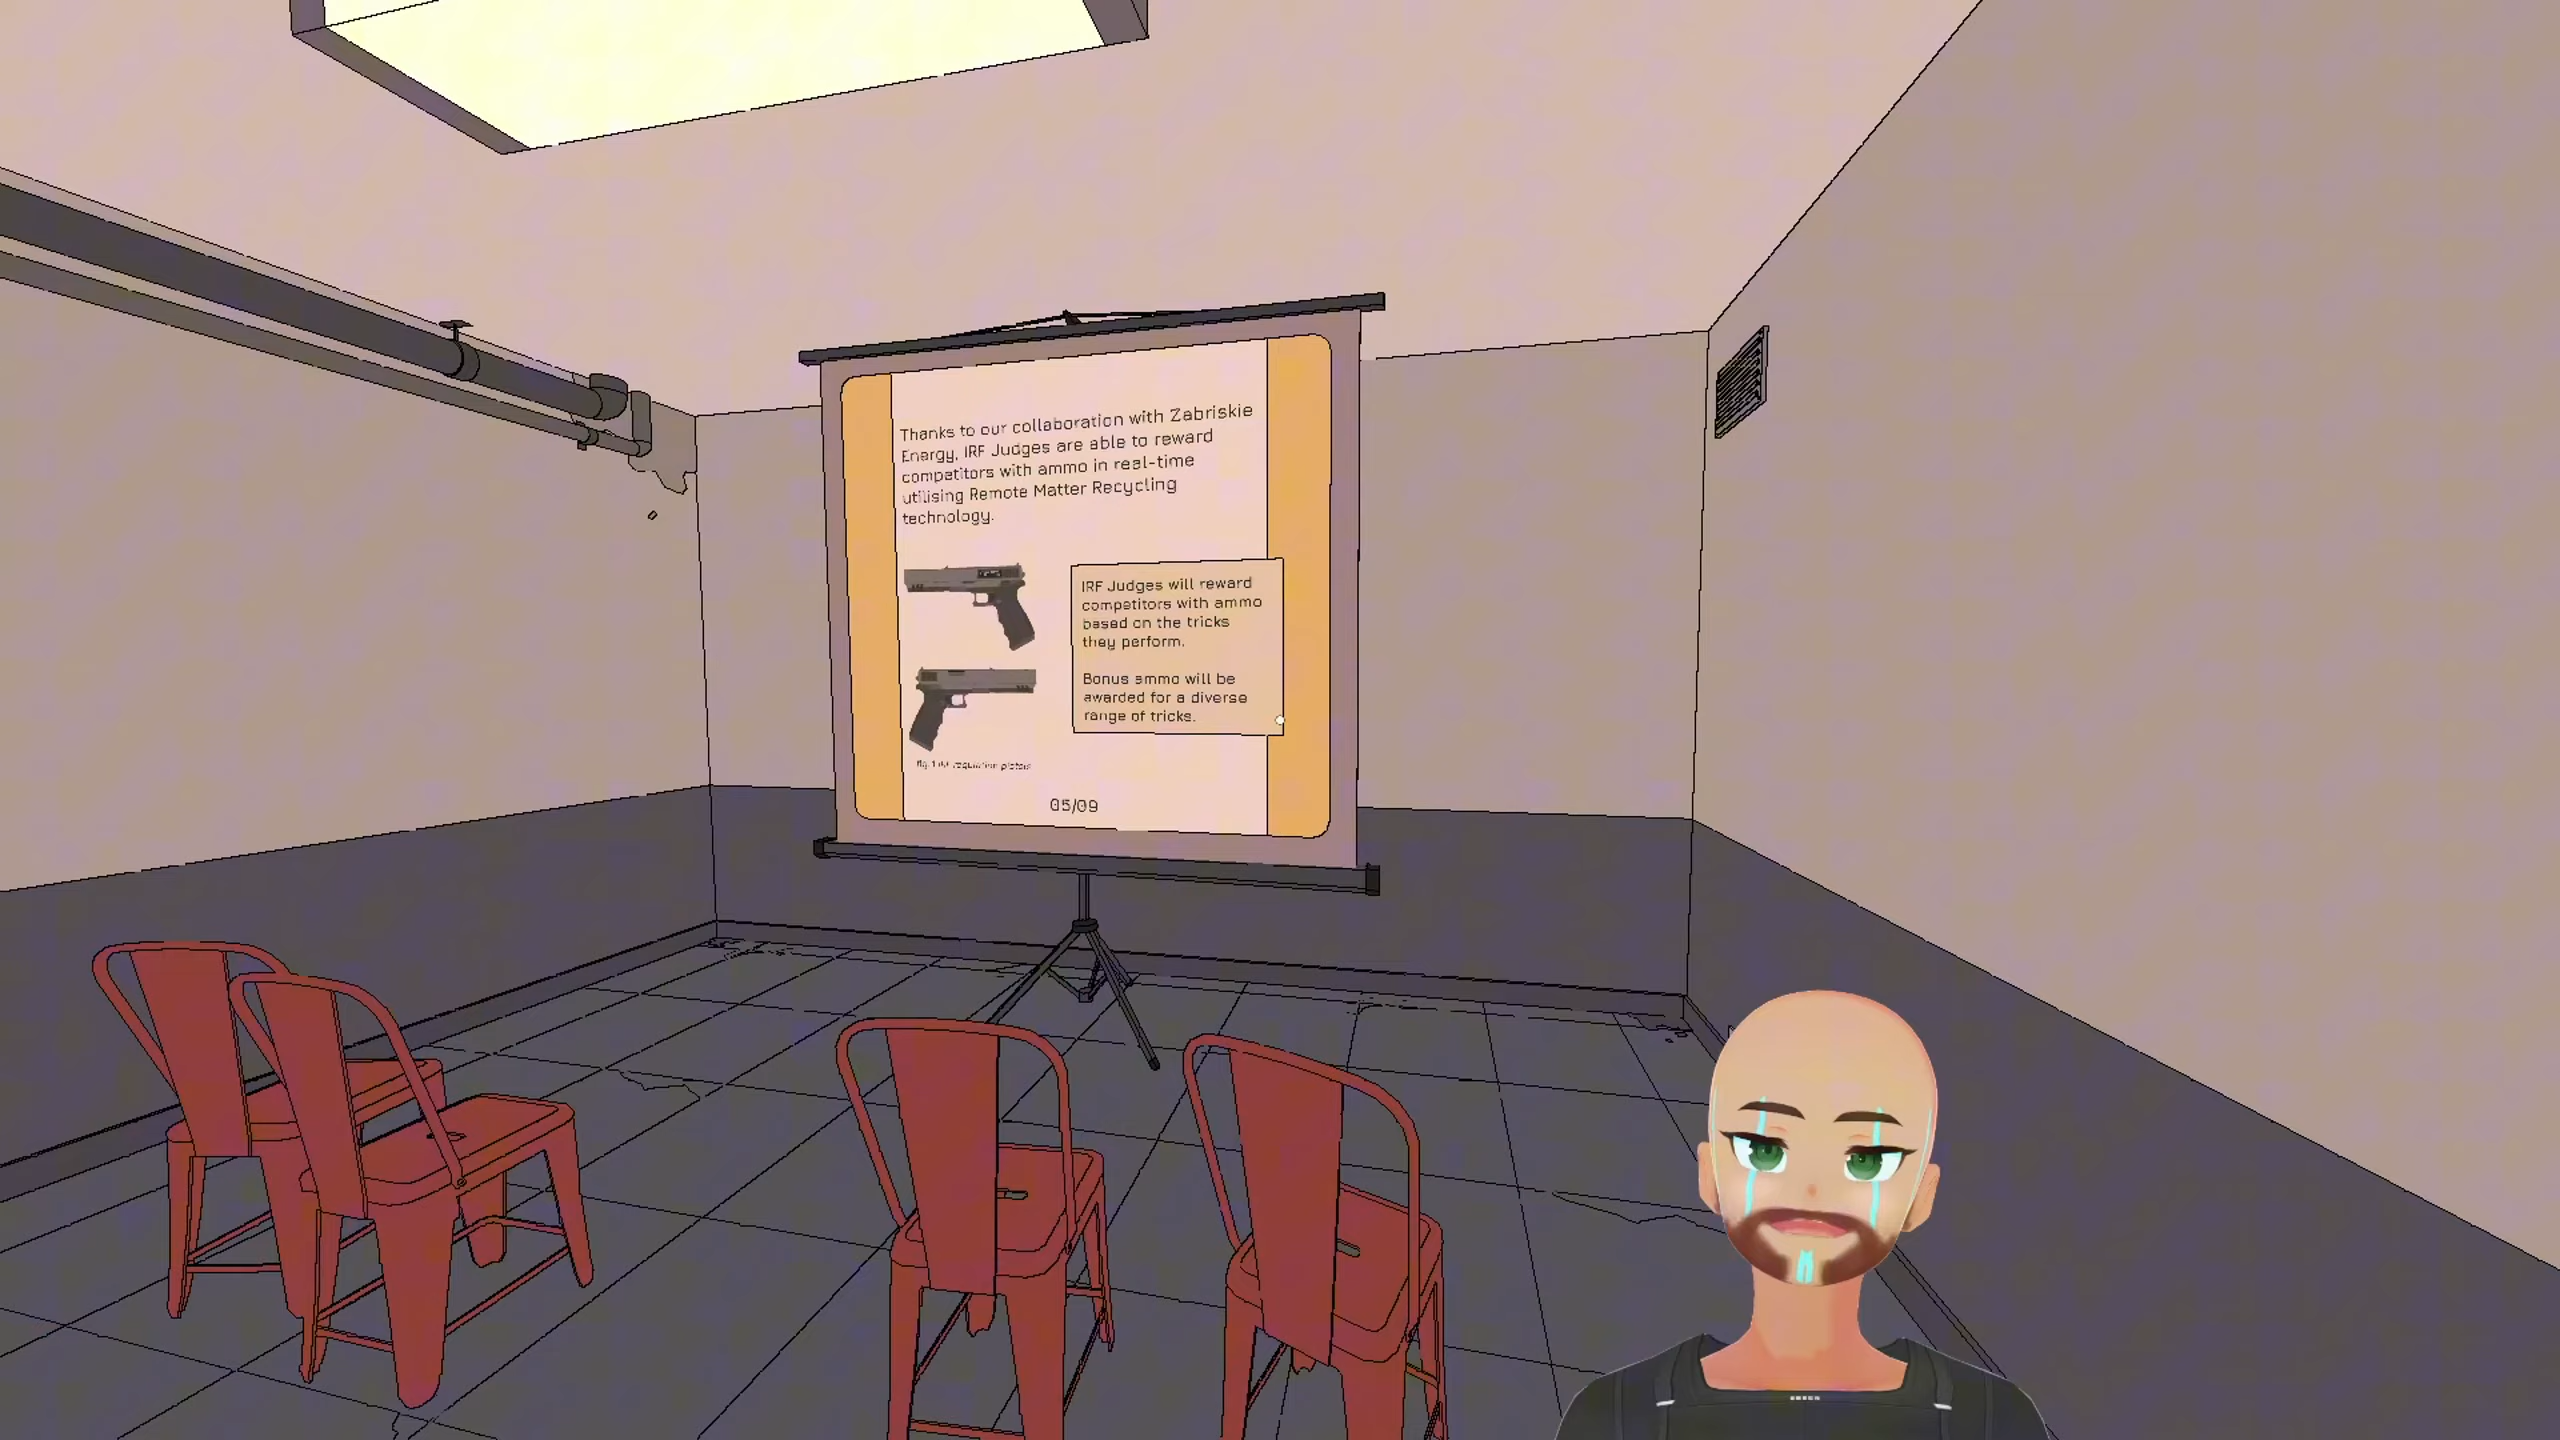 Thanks to our collaboration with Zabriskie
Energy, IRF Judges are able to reward
competitors with ammo in real-time
utilising Remote Matter Recycling
technology.
IRF Judges will reward
competitors with ammo
based on the tricks
they perform.
Bonus ammo will be
awarded for a diverse
range of tricks.
regulation pistols
05/09